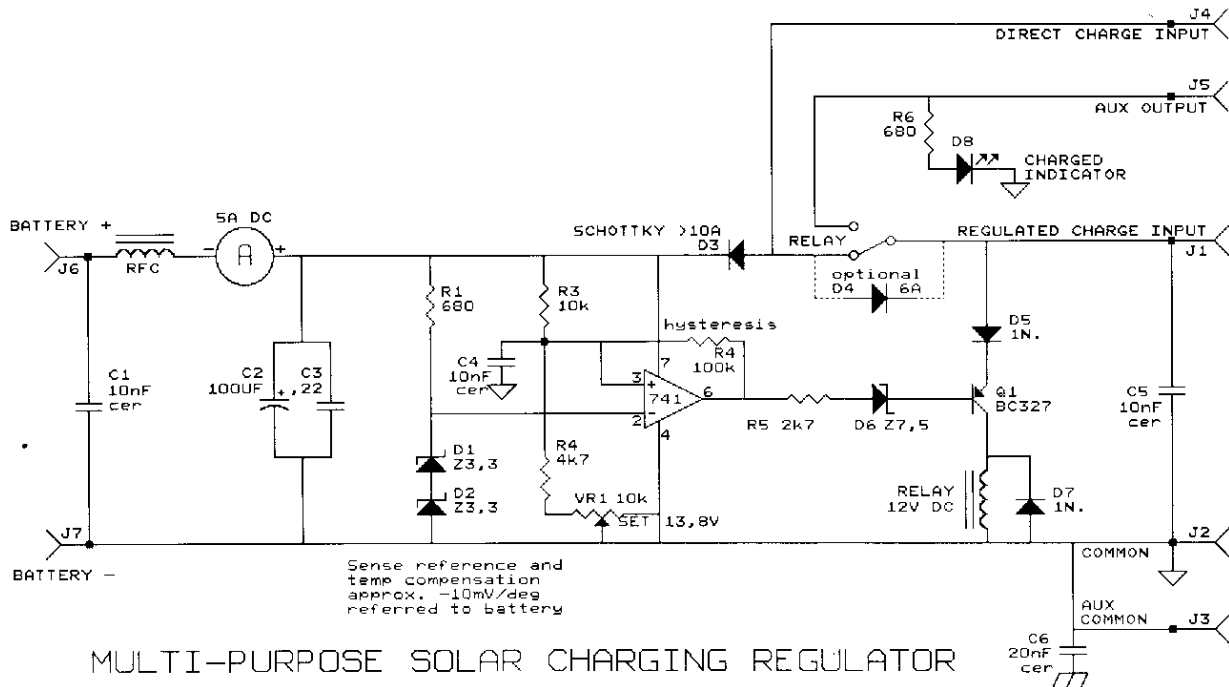 J4
DIRECT CHARGE INPUT
J5
AUX OUTPUT
R6
680
D8
CHARGED
INDICATOR
5A DC
BATTERY +
- A +
J6
RFC
SCHOTTKY >10A
D3
RELAY
REGULATED CHARGE INPUT
J1
optional
D4 6A
R1
680
R3
10k
hysteresis
R4
100k
D5
1N.
C1
10nF
cer
C2
100UF
+
C3
,22
C4
10nF
cer
7
3 +
741
6
2 -
4
R5 2k7
D6 Z7,5
Q1
BC327
C5
10nF
cer
D1
Z3,3
D2
Z3,3
R4
4k7
VR1 10k
SET 13,8V
RELAY
12V DC
D7
1N.
J7
BATTERY -
J2
COMMON
Sense reference and
temp compensation
approx. -10mV/deg
referred to battery
AUX
COMMON
J3
C6
20nF
cer
MULTI-PURPOSE SOLAR CHARGING REGULATOR